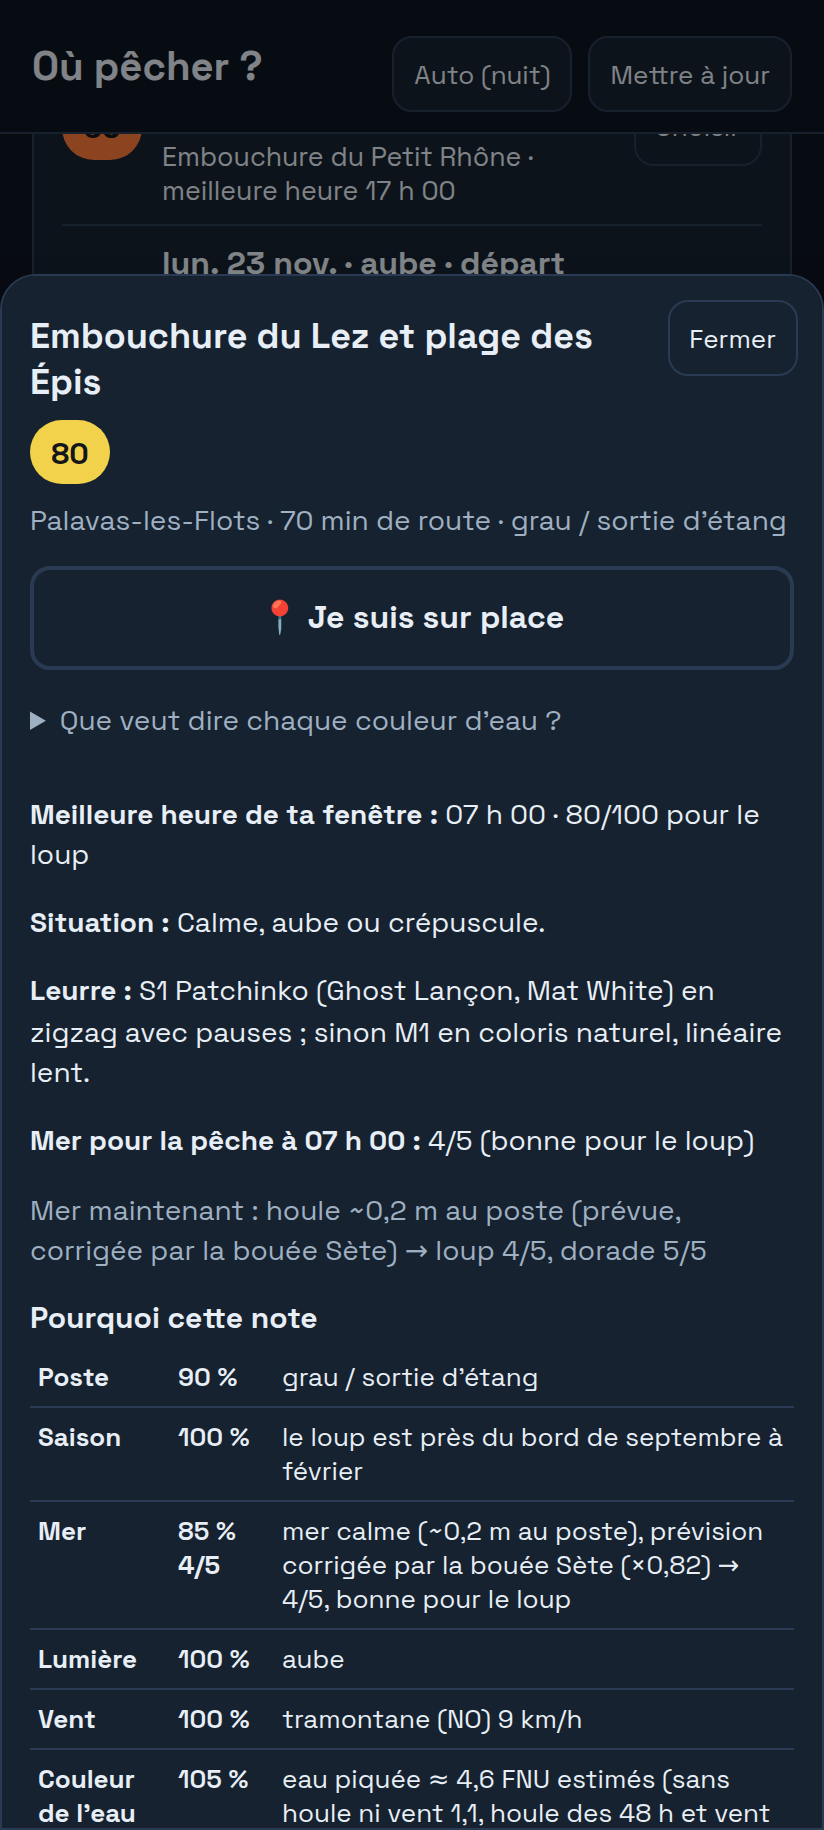 Où pêcher ?
Auto (nuit)
Mettre à jour
Embouchure du Petit Rhône ·
meilleure heure 17 h 00
lun. 23 nov. · aube · départ
Embouchure du Lez et plage des
Épis
Fermer
80
Palavas-les-Flots · 70 min de route · grau / sortie d’étang
📍 Je suis sur place
▶ Que veut dire chaque couleur d’eau ?
Meilleure heure de ta fenêtre : 07 h 00 · 80/100 pour le
loup
Situation : Calme, aube ou crépuscule.
Leurre : S1 Patchinko (Ghost Lançon, Mat White) en
zigzag avec pauses ; sinon M1 en coloris naturel, linéaire
lent.
Mer pour la pêche à 07 h 00 : 4/5 (bonne pour le loup)
Mer maintenant : houle ~0,2 m au poste (prévue,
corrigée par la bouée Sète) → loup 4/5, dorade 5/5
Pourquoi cette note
Poste 90 % grau / sortie d’étang
Saison 100 % le loup est près du bord de septembre à
février
Mer 85 % mer calme (~0,2 m au poste), prévision
4/5 corrigée par la bouée Sète (×0,82) →
4/5, bonne pour le loup
Lumière 100 % aube
Vent 100 % tramontane (NO) 9 km/h
Couleur 105 % eau piquée ≈ 4,6 FNU estimés (sans
de l’eau houle ni vent 1,1, houle des 48 h et vent